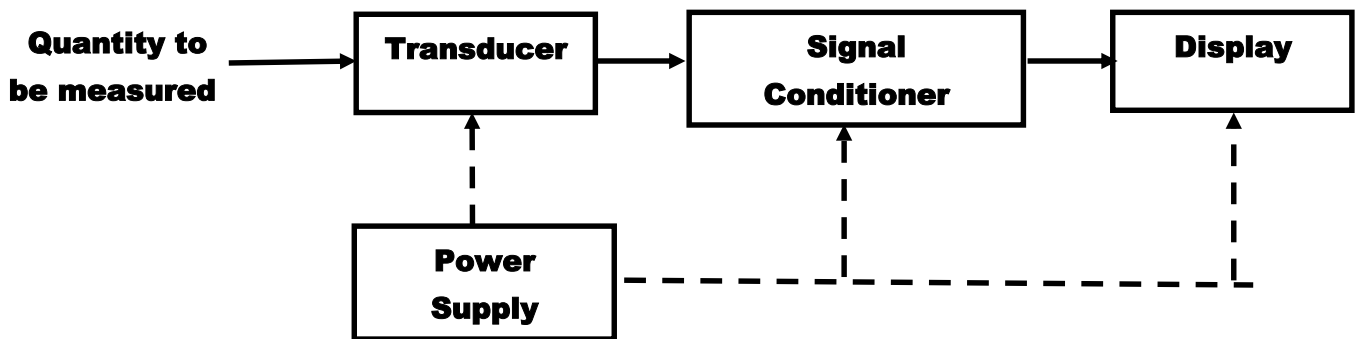 Quantity to
be measured
Transducer
Signal
Conditioner
Display
Power
Supply